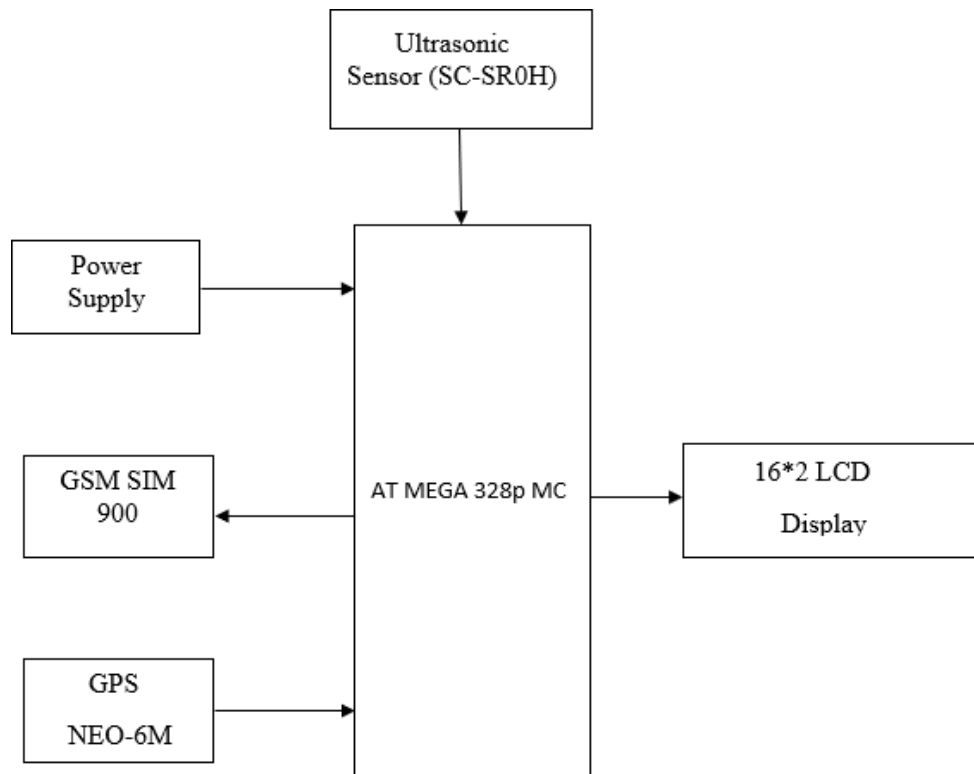 Ultrasonic
Sensor (SC-SR0H)
Power
Supply
GSM SIM
900
AT MEGA 328p MC
16*2 LCD
Display
GPS
NEO-6M